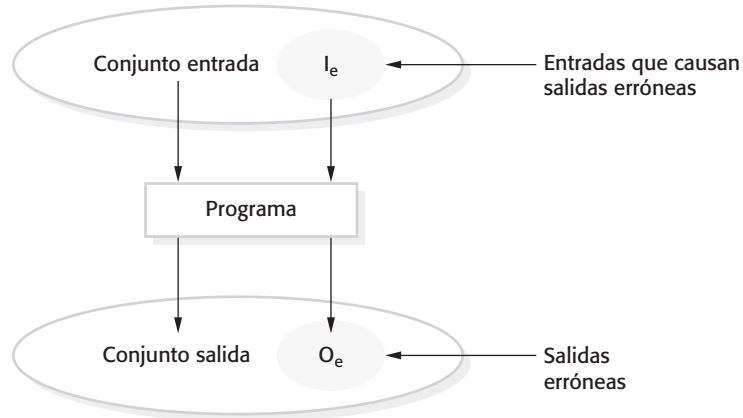 Conjunto entrada
Iₑ
Entradas que causan
salidas erróneas
Programa
Conjunto salida
Oₑ
Salidas
erróneas